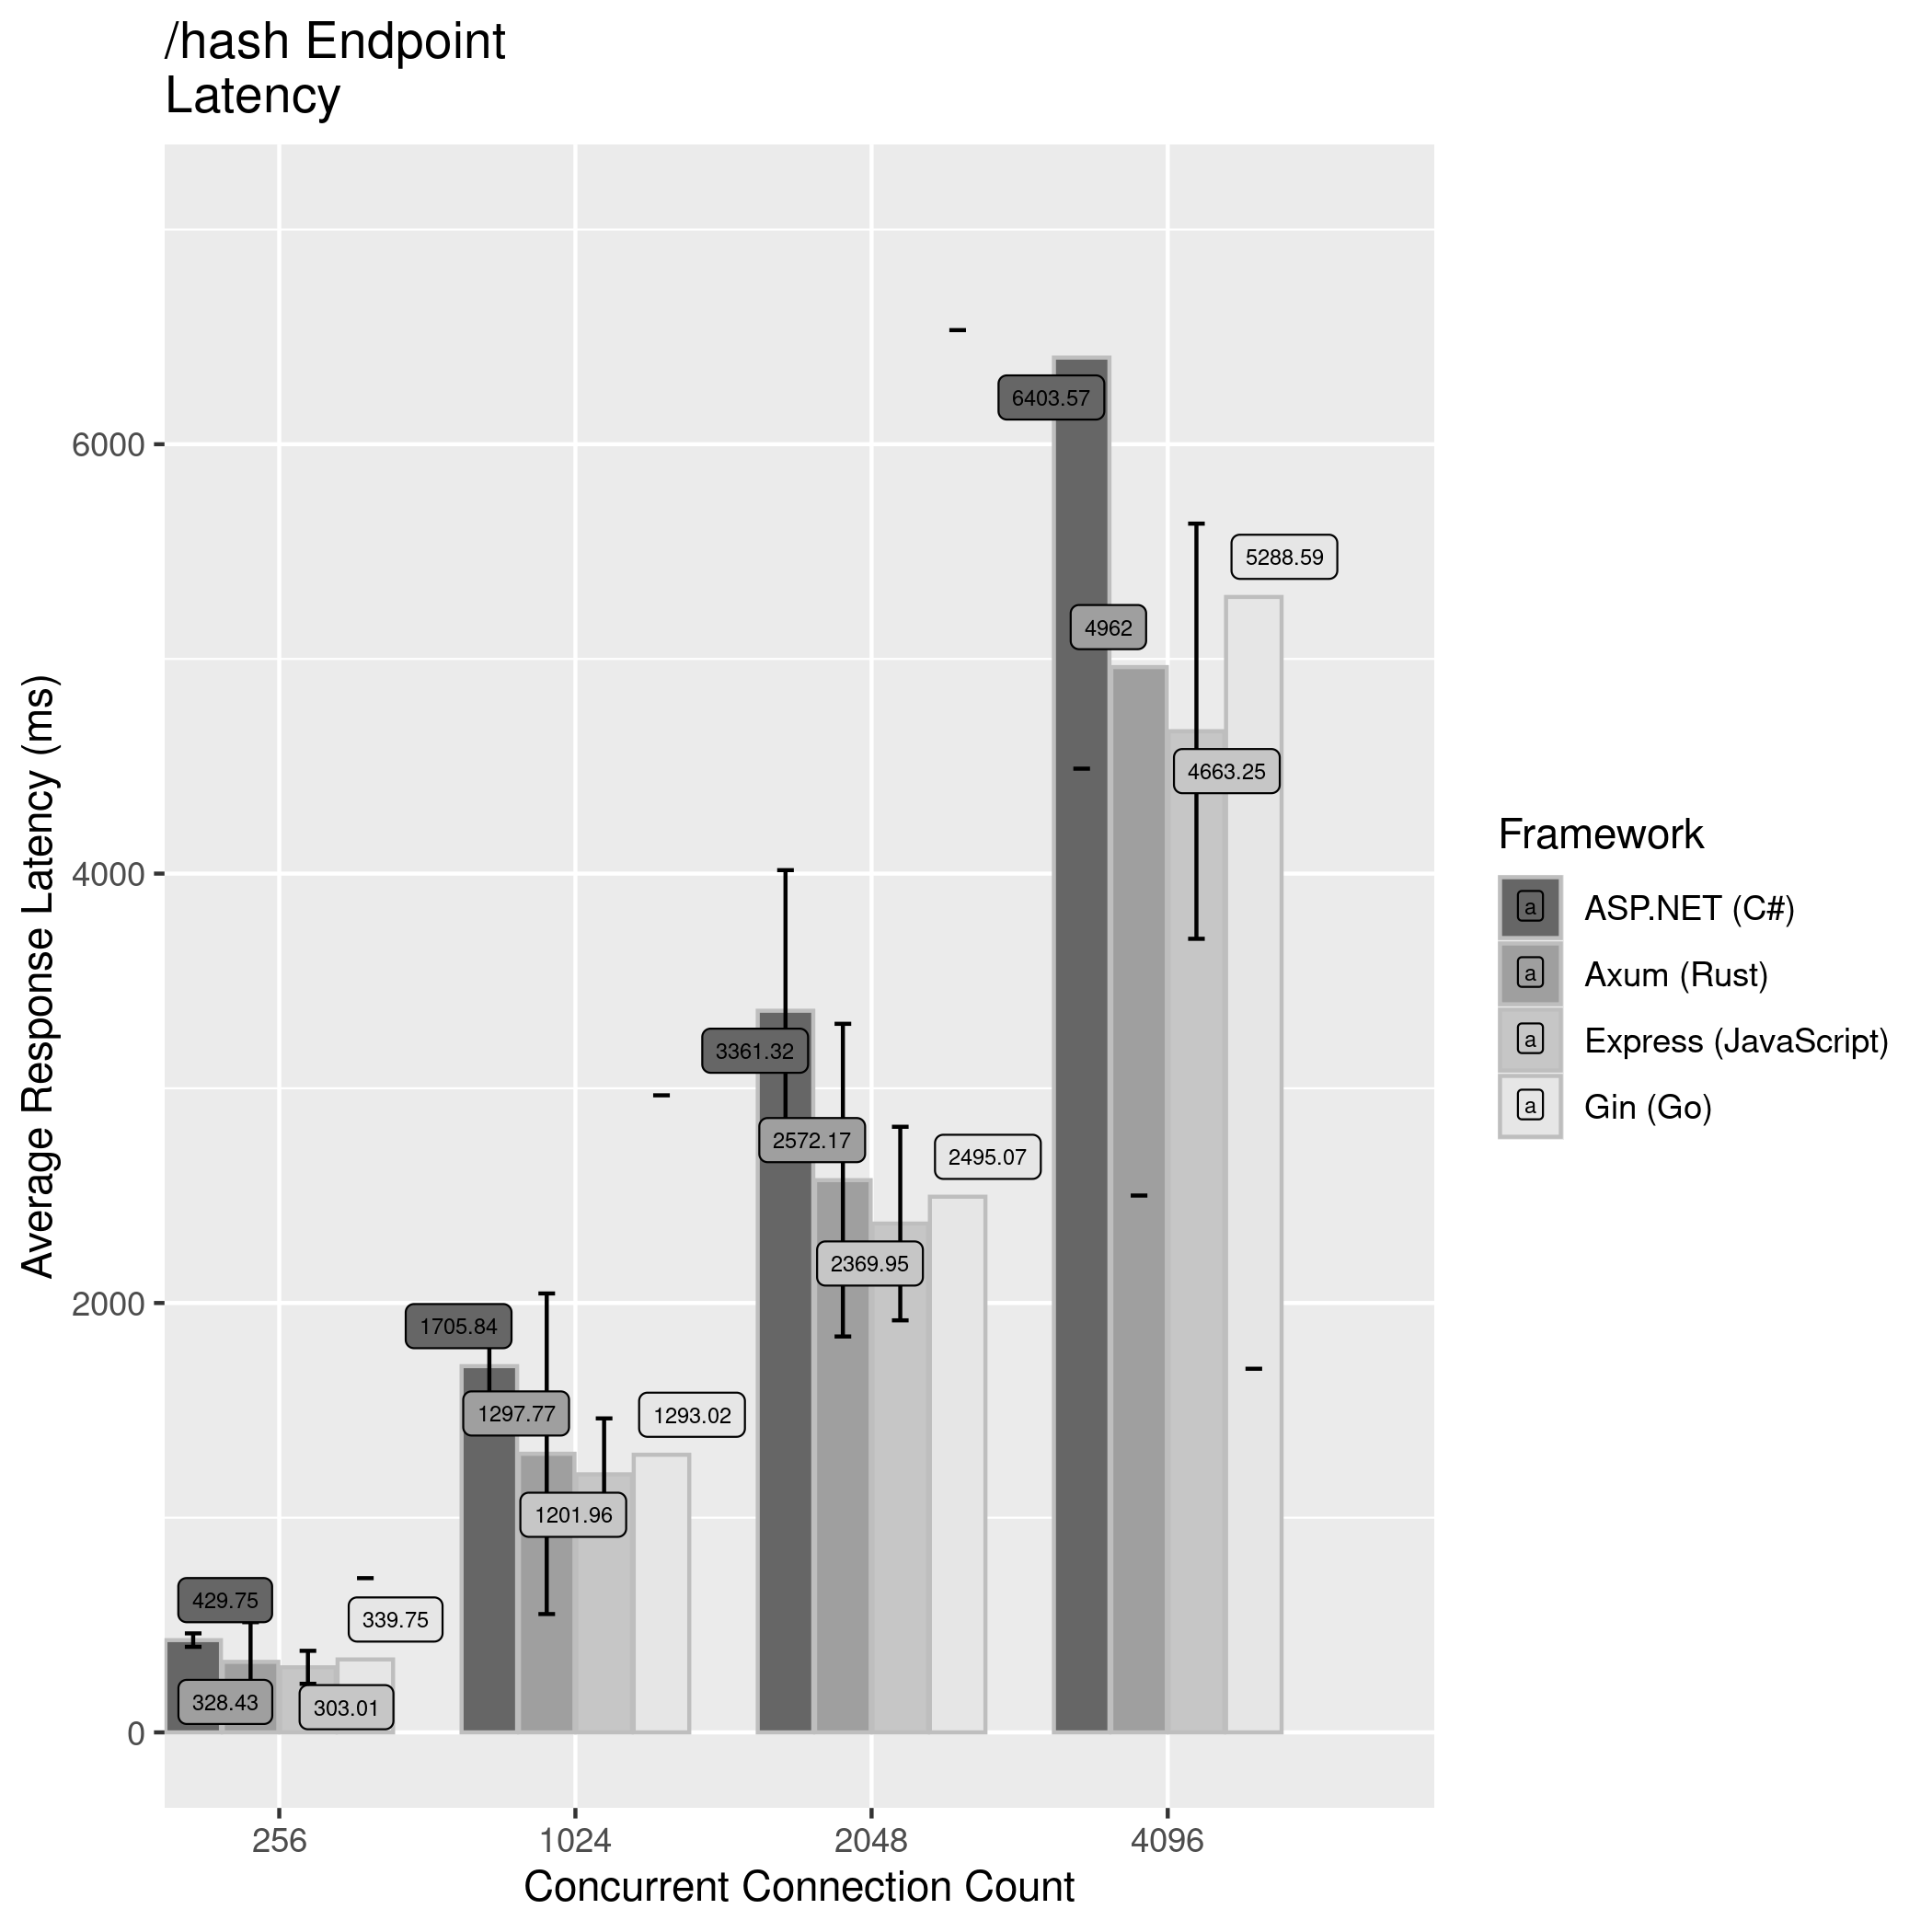 /hash Endpoint
Latency
Average Response Latency (ms)
6000
4000
2000
0
6403.57
5288.59
4962
4663.25
3361.32
2572.17
2495.07
2369.95
1705.84
1297.77
1293.02
1201.96
429.75
339.75
328.43
303.01
256
1024
2048
4096
Concurrent Connection Count
Framework
a ASP.NET (C#)
a Axum (Rust)
a Express (JavaScript)
a Gin (Go)